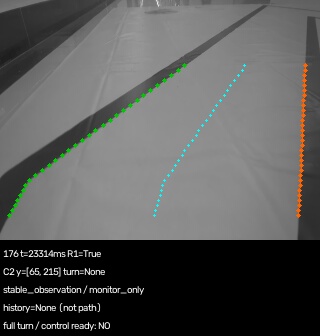 176 t=23314ms R1=True
C2 y=[65, 215] turn=None
stable_observation / monitor_only
history=None (not path)
full turn / control ready: NO